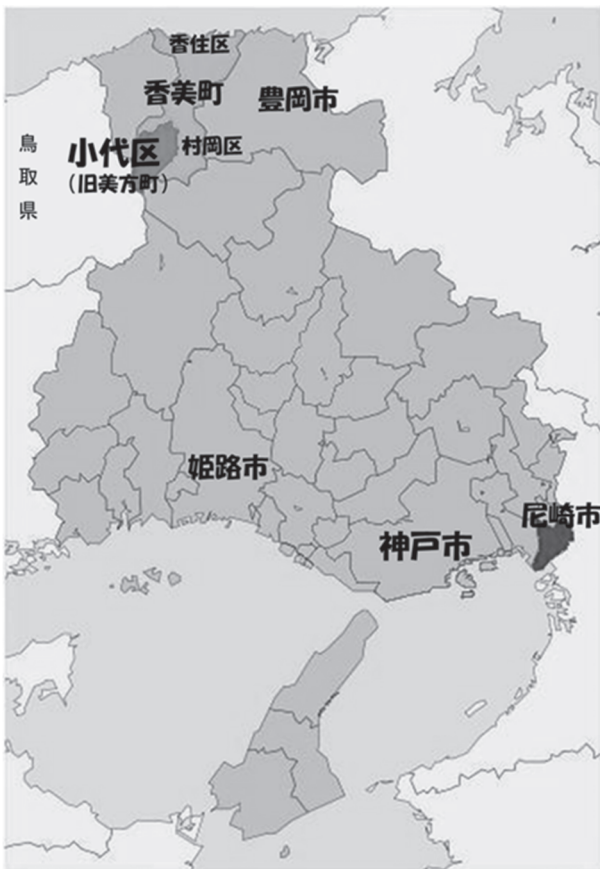 香住区
香美町
豊岡市
鳥取県
小代区
村岡区
（旧美方町）
姫路市
尼崎市
神戸市